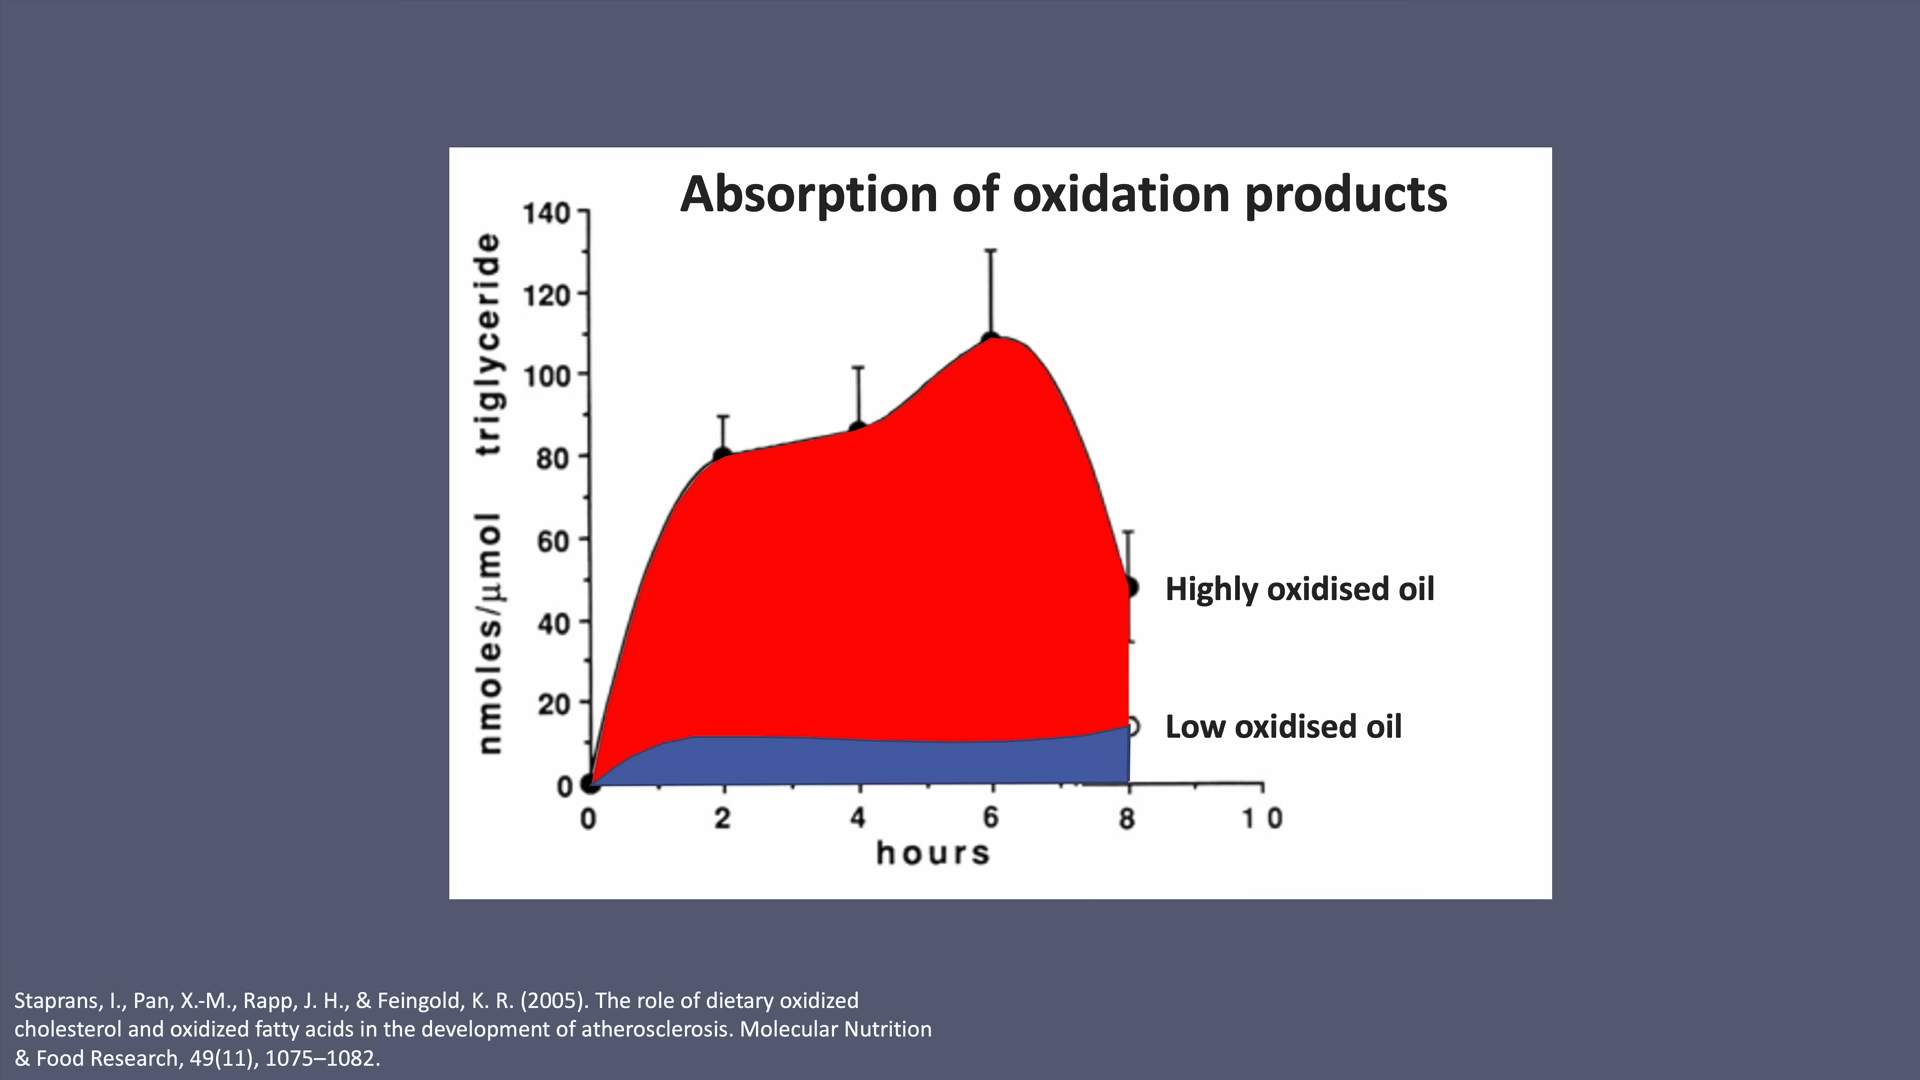 Absorption of oxidation products
nmoles/μmol triglyceride
140
120
100
80
60
40
20
0
0 2 4 6 8 10
hours
Highly oxidised oil
Low oxidised oil
Staprans, I., Pan, X.-M., Rapp, J. H., & Feingold, K. R. (2005). The role of dietary oxidized
cholesterol and oxidized fatty acids in the development of atherosclerosis. Molecular Nutrition
& Food Research, 49(11), 1075–1082.